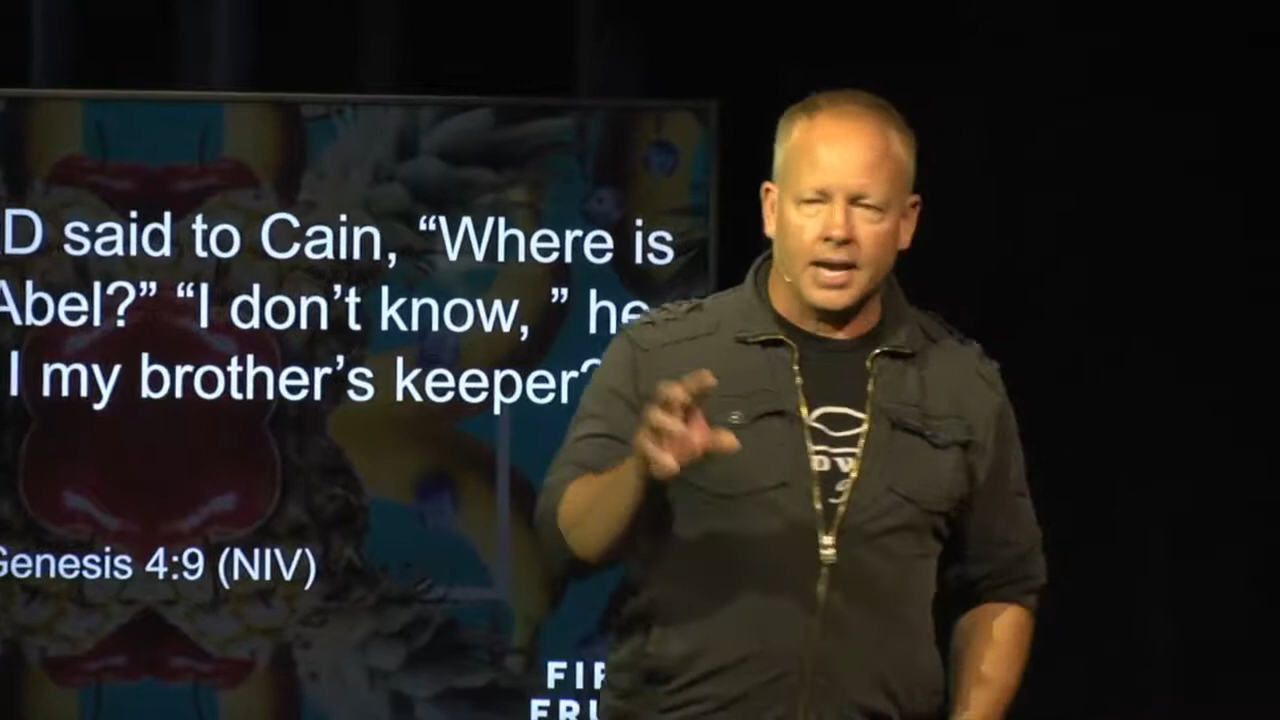 D said to Cain, “Where is
Abel?” “I don’t know, ” he
I my brother’s keeper?
Genesis 4:9 (NIV)
FIR
FRU